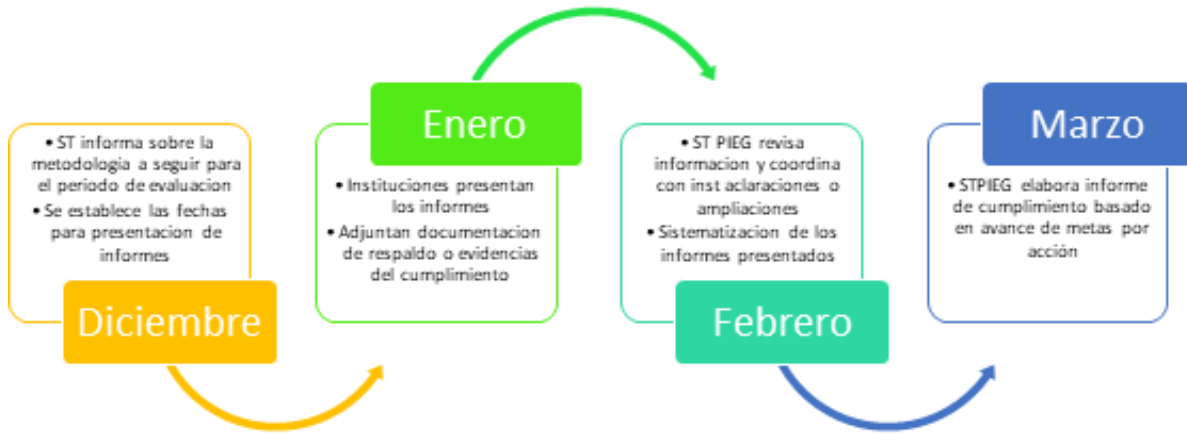 • ST informa sobre la
metodologia a seguir para
el periodo de evaluacion
• Se establece las fechas
para presentacion de
informes
Diciembre
Enero
• Instituciones presentan
los informes
• Adjuntan documentacion
de respaldo o evidencias
del cumplimiento
• ST PIEG revisa
informacion y coordina
con inst aclaraciones o
ampliaciones
• Sistematizacion de los
informes presentados
Febrero
Marzo
• STPIEG elabora informe
de cumplimiento basado
en avance de metas por
acción